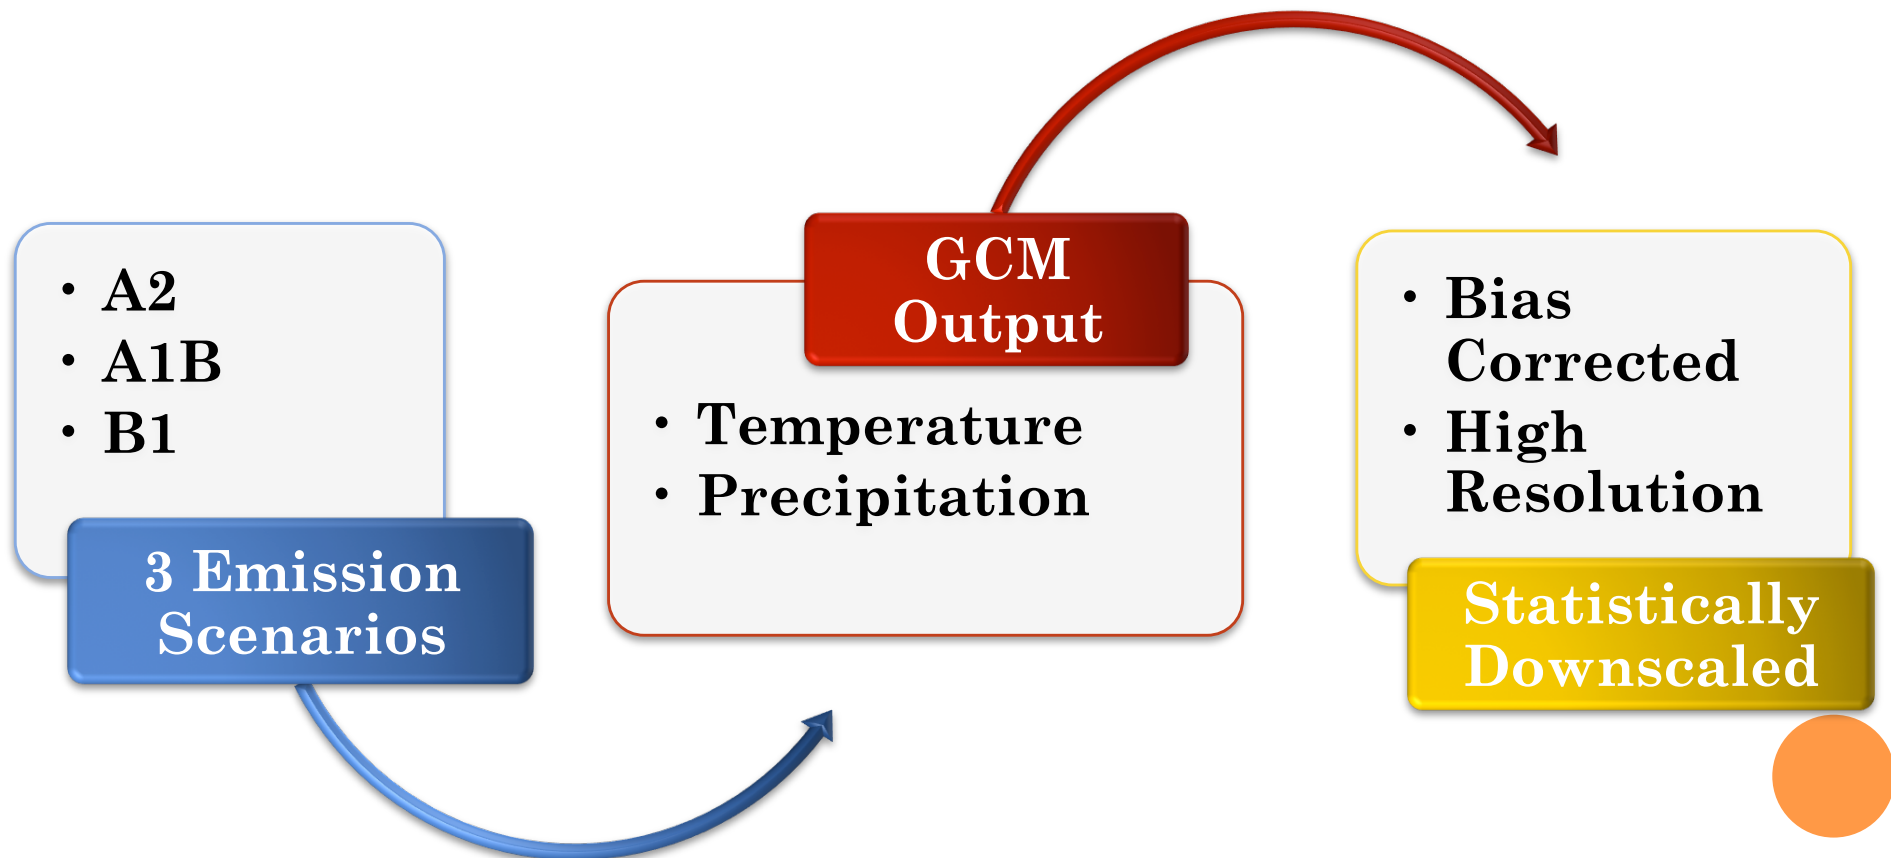 • A2
• A1B
• B1
3 Emission
Scenarios
GCM
Output
• Temperature
• Precipitation
• Bias
Corrected
• High
Resolution
Statistically
Downscaled